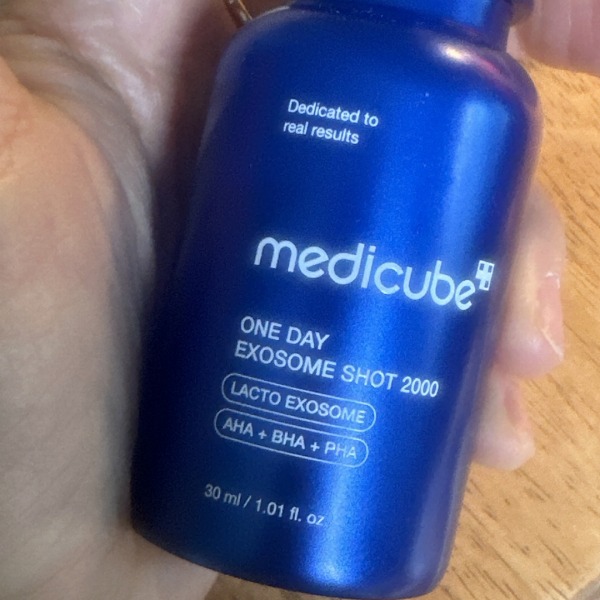 Dedicated to
real results
medicube
ONE DAY
EXOSOME SHOT 2000
LACTO EXOSOME
AHA + BHA + PHA
30 ml / 1.01 fl. oz